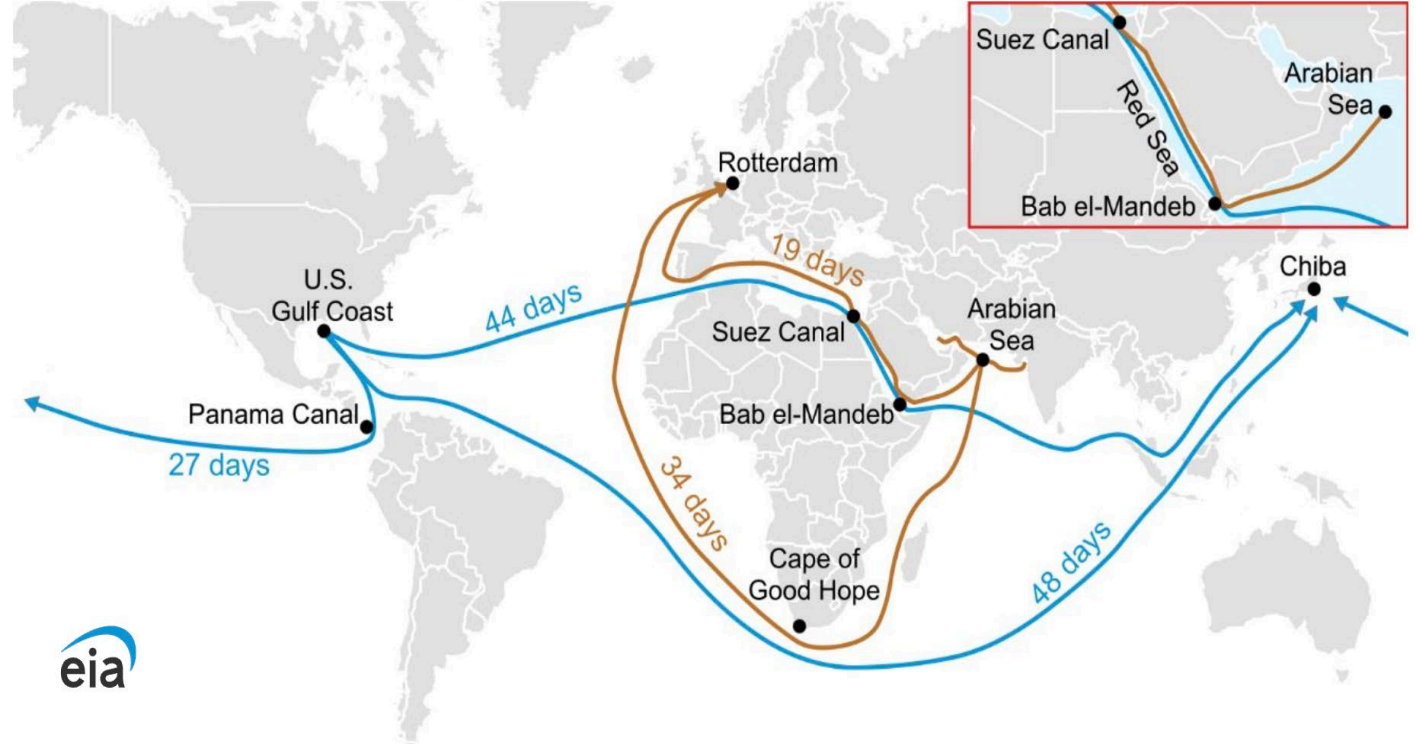 Suez Canal
Arabian
Sea
Red Sea
Bab el-Mandeb
Rotterdam
19 days
U.S.
Gulf Coast
44 days
Suez Canal
Arabian
Sea
Chiba
Panama Canal
27 days
Bab el-Mandeb
34 days
Cape of
Good Hope
48 days
eia